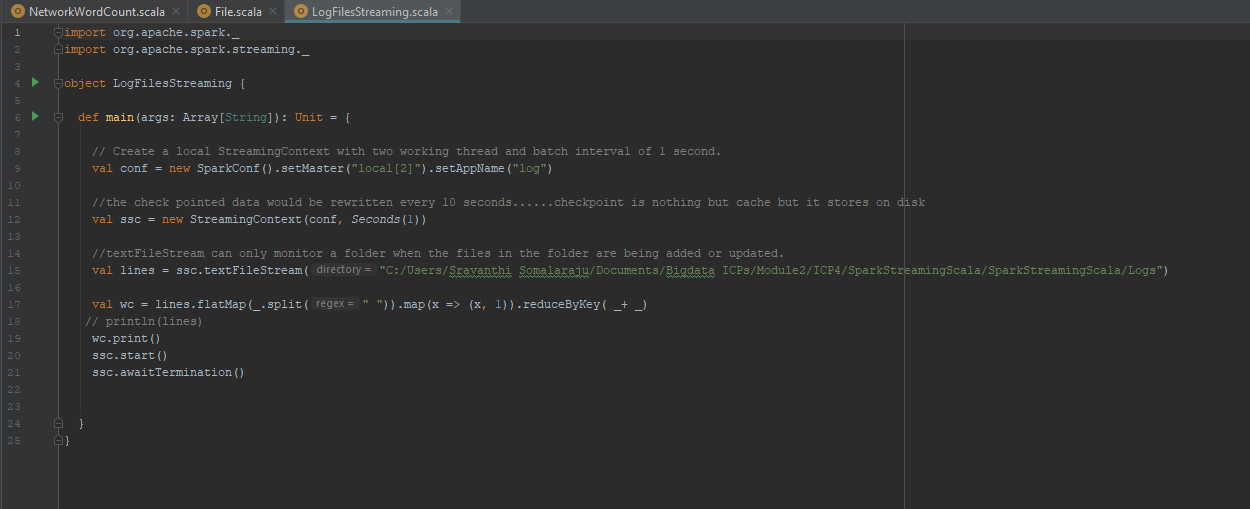 NetworkWordCount.scala × File.scala × LogFilesStreaming.scala ×
1 import org.apache.spark._
2 import org.apache.spark.streaming._
3
4 object LogFilesStreaming {
5
6 def main(args: Array[String]): Unit = {
7
8 // Create a local StreamingContext with two working thread and batch interval of 1 second.
9 val conf = new SparkConf().setMaster("local[2]").setAppName("log")
10
11 //the check pointed data would be rewritten every 10 seconds......checkpoint is nothing but cache but it stores on disk
12 val ssc = new StreamingContext(conf, Seconds(1))
13
14 //textFileStream can only monitor a folder when the files in the folder are being added or updated.
15 val lines = ssc.textFileStream( directory = "C:/Users/Sravanthi Somalaraju/Documents/Bigdata ICPs/Module2/ICP4/SparkStreamingScala/SparkStreamingScala/Logs")
16
17 val wc = lines.flatMap(_.split( regex = " ")).map(x => (x, 1)).reduceByKey( _+ _)
18 // println(lines)
19 wc.print()
20 ssc.start()
21 ssc.awaitTermination()
22
23
24 }
25 }